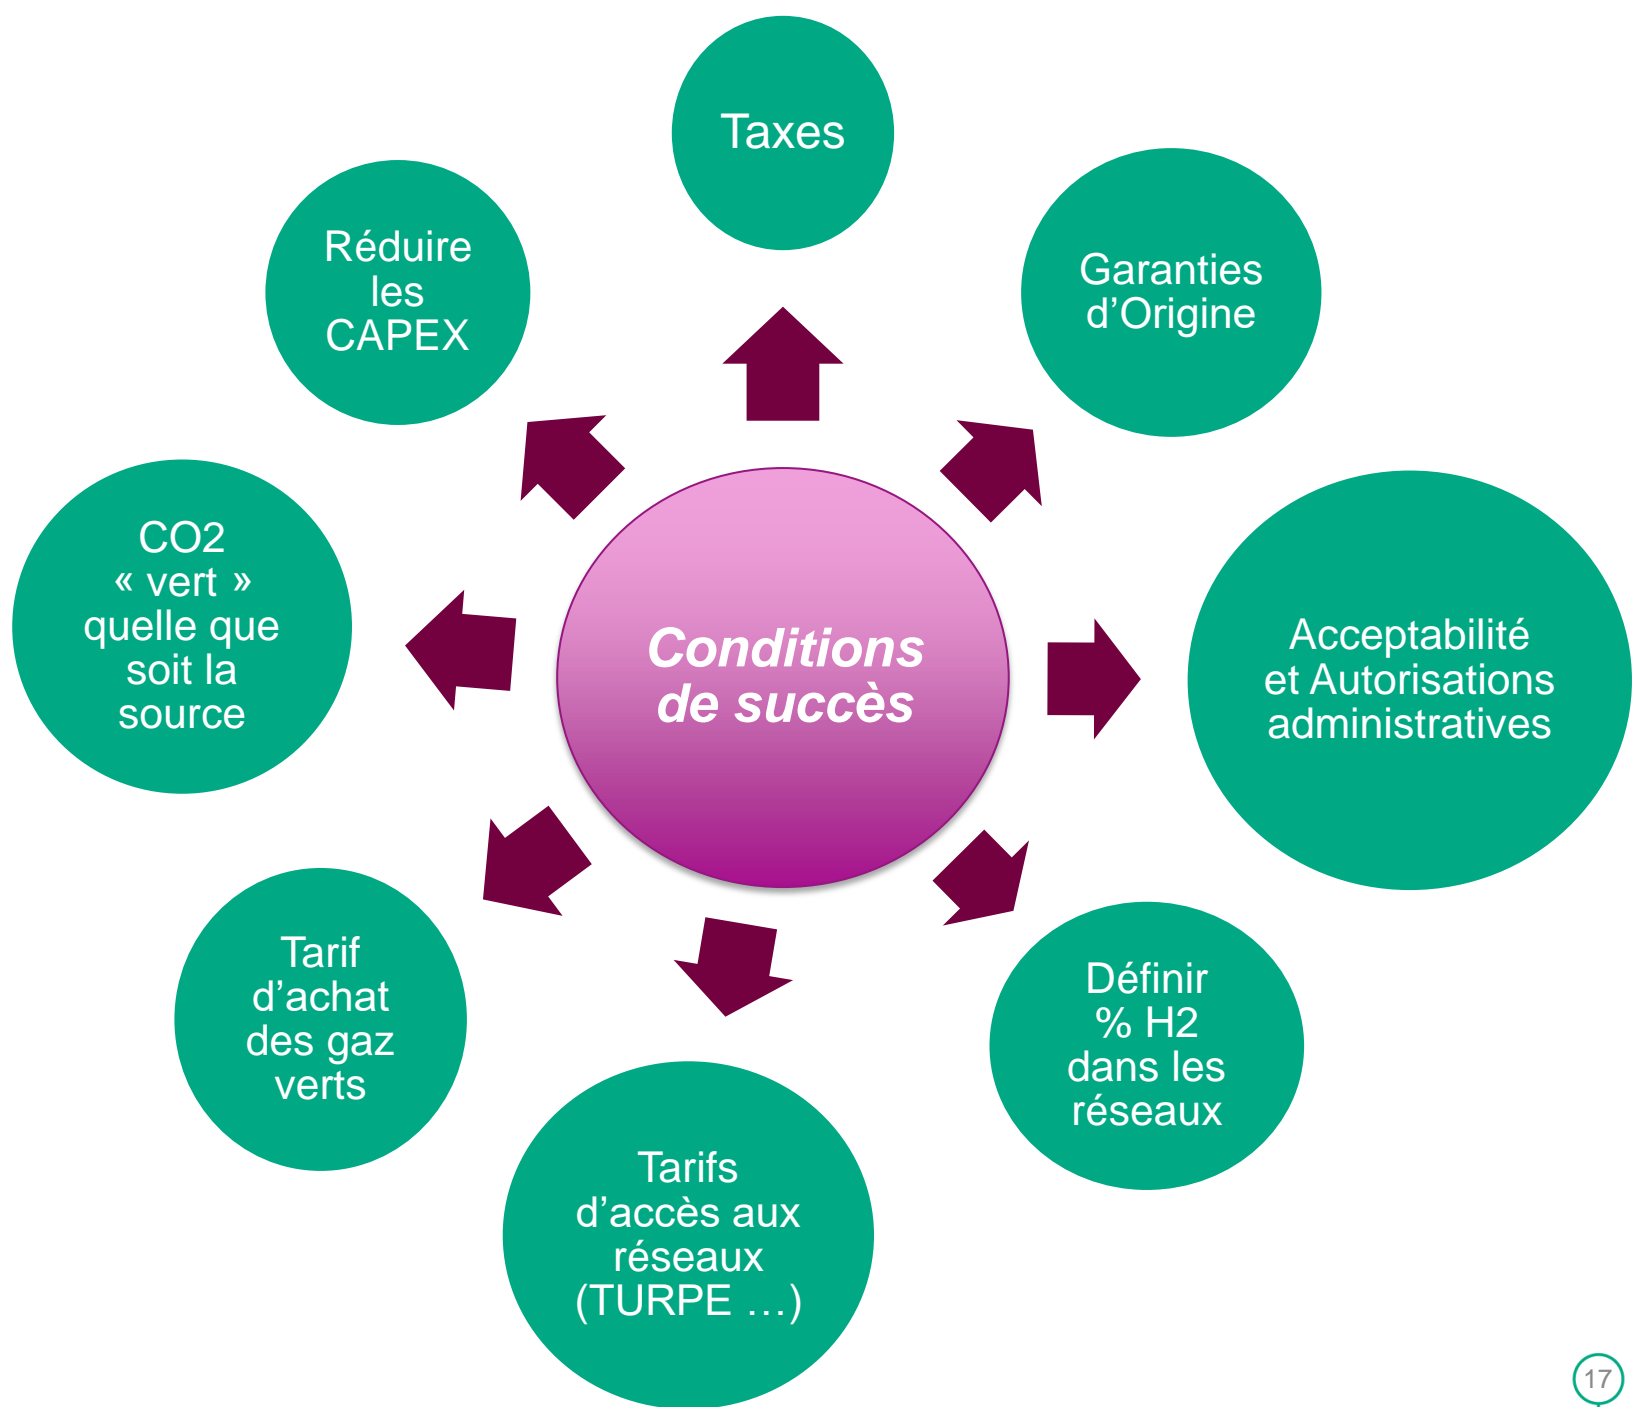 Taxes
Garanties
d’Origine
Acceptabilité
et Autorisations
administratives
Définir
% H2
dans les
réseaux
Tarifs
d’accès aux
réseaux
(TURPE …)
Tarif
d’achat
des gaz
verts
CO2
« vert »
quelle que
soit la
source
Réduire
les
CAPEX
Conditions
de succès
17